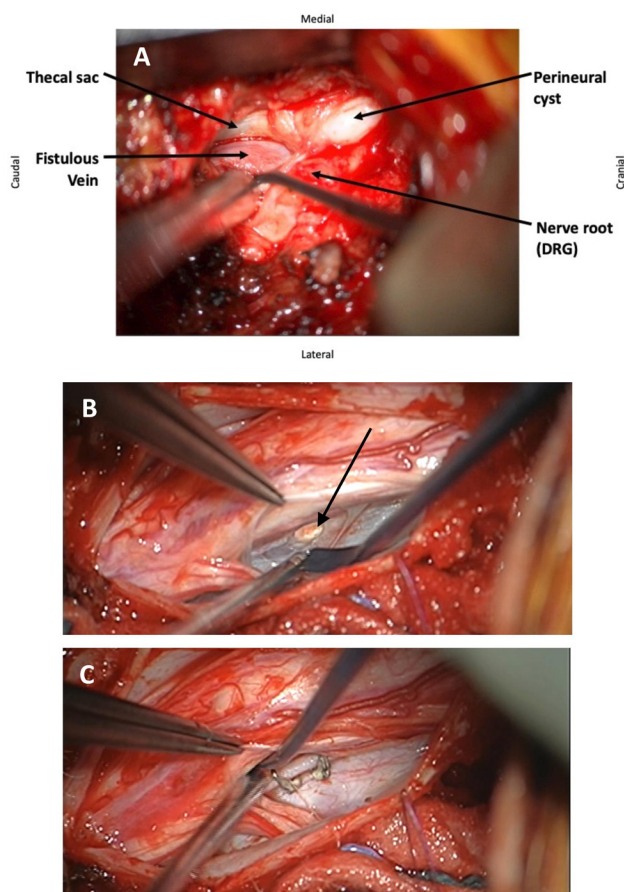 Medial
A
Thecal sac
Perineural
cyst
Fistulous
Vein
Caudal
Cranial
Nerve root
(DRG)
Lateral
B
C